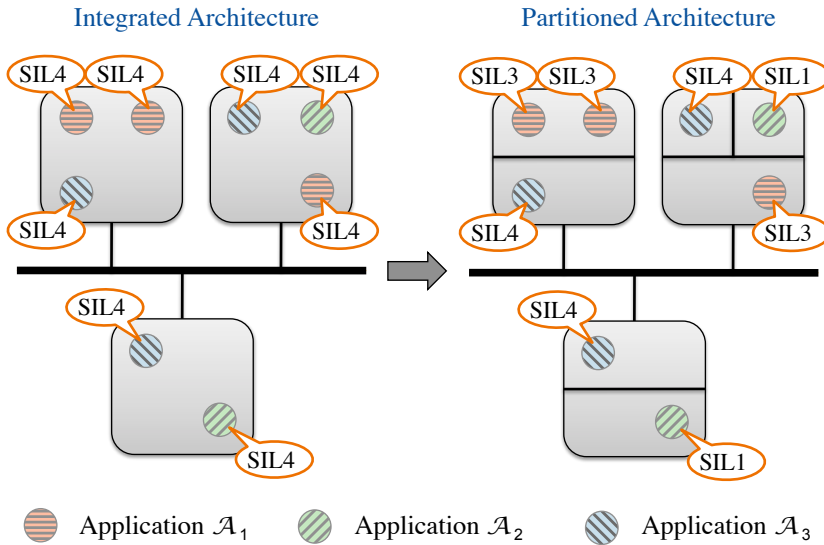 Integrated Architecture
Partitioned Architecture
SIL4 SIL4 SIL4 SIL4
SIL3 SIL3 SIL4 SIL1
SIL4 SIL4
SIL4 SIL3
SIL4
SIL4
SIL4
SIL1
Application 𝒜₁
Application 𝒜₂
Application 𝒜₃